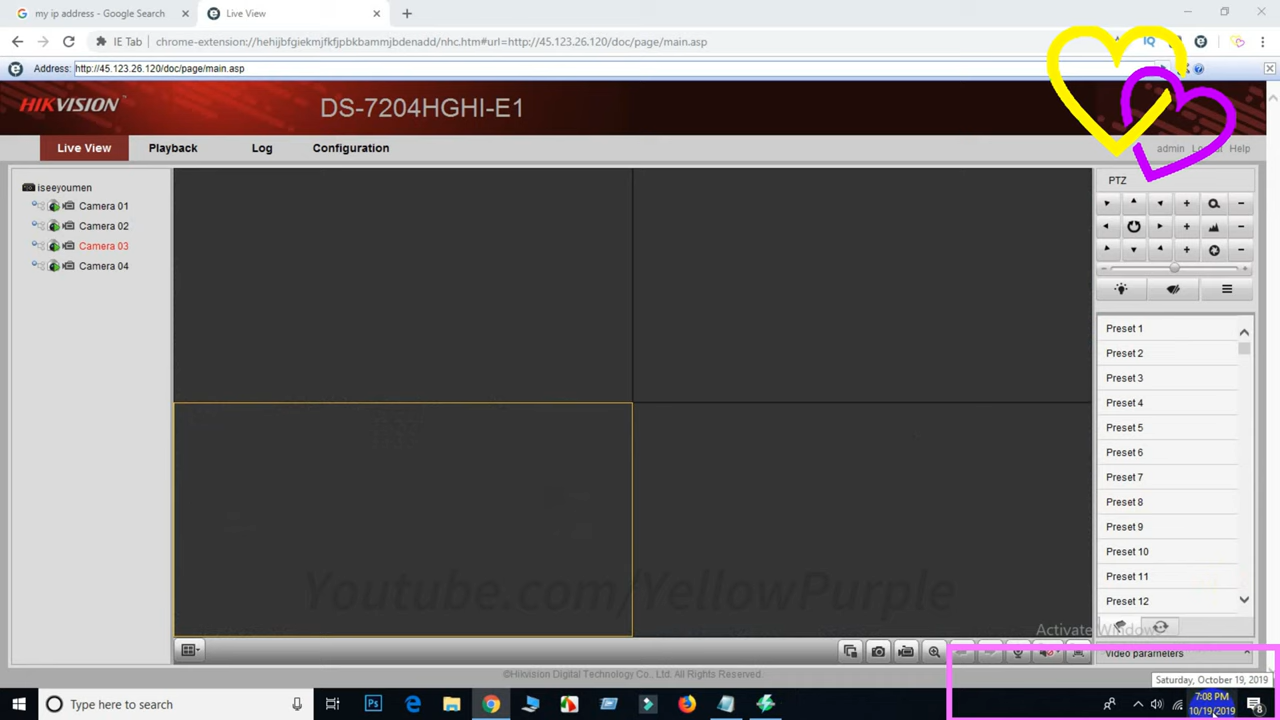 my ip address - Google Search
Live View
IE Tab
chrome-extension://hehijbfgiekmjfkfjpbkbammjbdenadd/nhc.htm#url=http://45.123.26.120/doc/page/main.asp
IQ
Address:
http://45.123.26.120/doc/page/main.asp
HIKVISION
DS-7204HGHI-E1
Live View
Playback
Log
Configuration
admin
Help
iseeyoumen
Camera 01
Camera 02
Camera 03
Camera 04
PTZ
Preset 1
Preset 2
Preset 3
Preset 4
Preset 5
Preset 6
Preset 7
Preset 8
Preset 9
Preset 10
Preset 11
Preset 12
Youtube.com/YellowPurple
Activate Windows
Video parameters
©Hikvision Digital Technology Co., Ltd. All Rights Reserved
Saturday, October 19, 2019
Type here to search
Ps
7:08 PM
10/19/2019
8